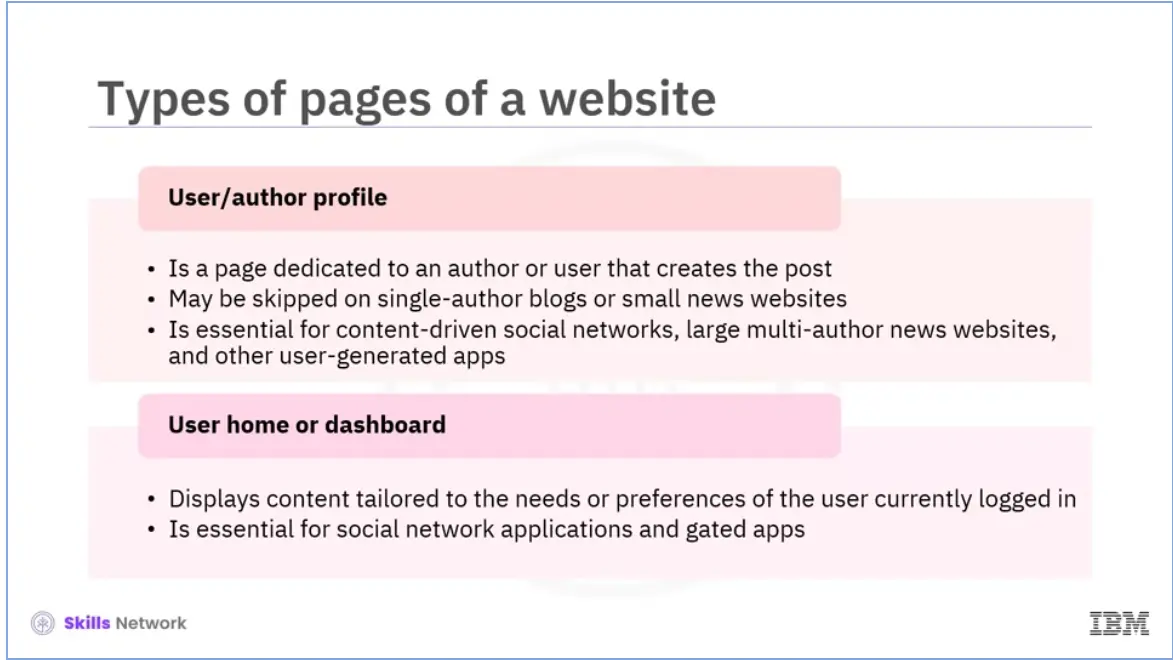 Types of pages of a website
User/author profile
• Is a page dedicated to an author or user that creates the post
• May be skipped on single-author blogs or small news websites
• Is essential for content-driven social networks, large multi-author news websites,
and other user-generated apps
User home or dashboard
• Displays content tailored to the needs or preferences of the user currently logged in
• Is essential for social network applications and gated apps
Skills Network
IBM